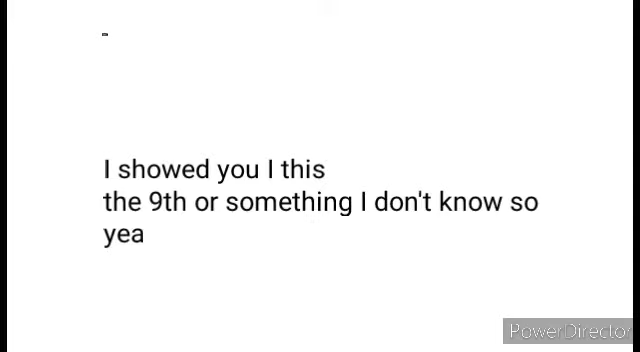 I showed you I this
the 9th or something I don't know so
yea
PowerDirector